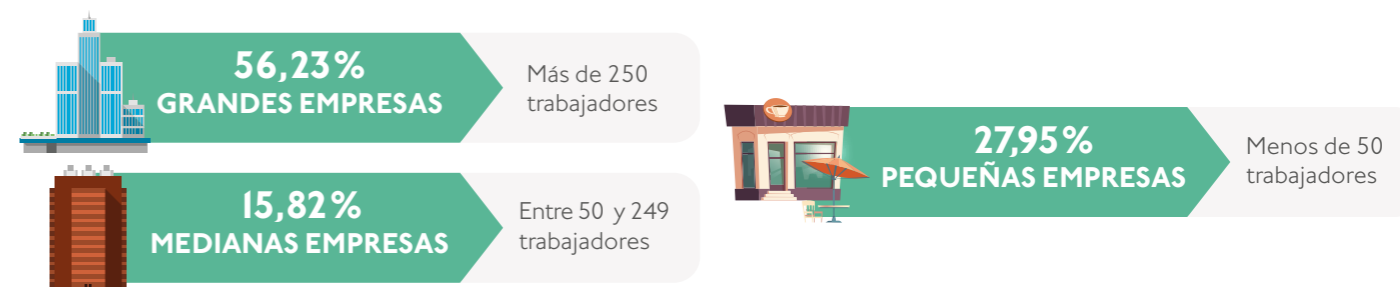 56,23%
GRANDES EMPRESAS
Más de 250
trabajadores
15,82%
MEDIANAS EMPRESAS
Entre 50 y 249
trabajadores
27,95%
PEQUEÑAS EMPRESAS
Menos de 50
trabajadores